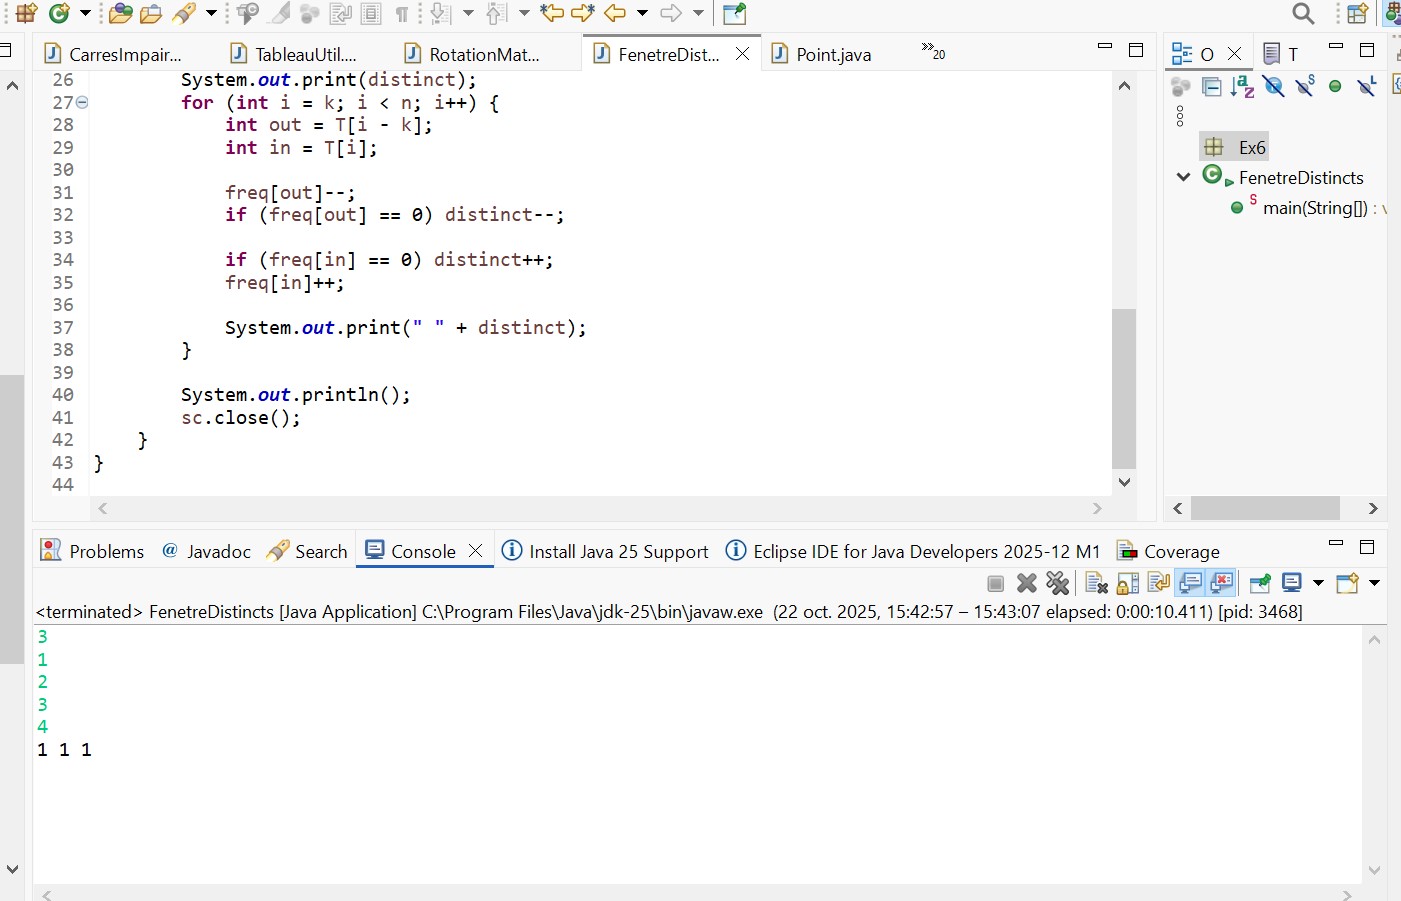 CarresImpair... TableauUtil.... RotationMat... FenetreDist... Point.java »20 O T
26 System.out.print(distinct);
27 for (int i = k; i < n; i++) {
28 int out = T[i - k];
29 int in = T[i];
30
31 freq[out]--;
32 if (freq[out] == 0) distinct--;
33
34 if (freq[in] == 0) distinct++;
35 freq[in]++;
36
37 System.out.print(" " + distinct);
38 }
39
40 System.out.println();
41 sc.close();
42 }
43 }
44
Ex6
FenetreDistincts
main(String[]) : v
Problems @ Javadoc Search Console Install Java 25 Support Eclipse IDE for Java Developers 2025-12 M1 Coverage
<terminated> FenetreDistincts [Java Application] C:\Program Files\Java\jdk-25\bin\javaw.exe (22 oct. 2025, 15:42:57 – 15:43:07 elapsed: 0:00:10.411) [pid: 3468]
3
1
2
3
4
1 1 1